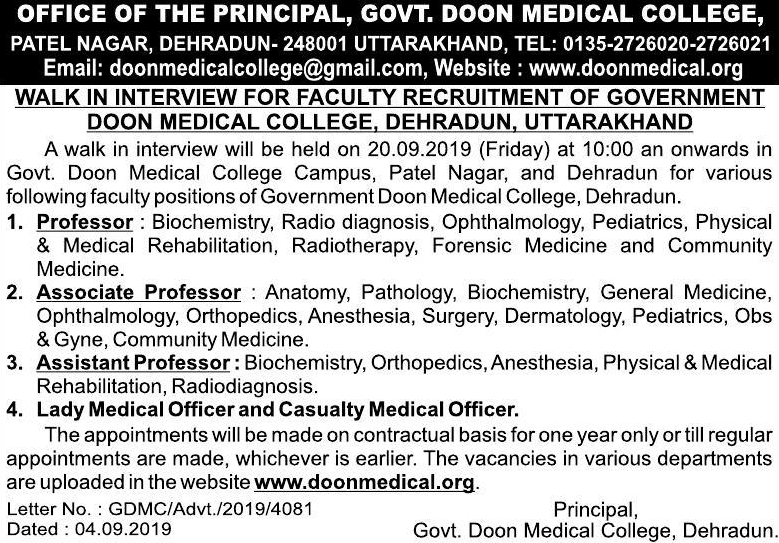 OFFICE OF THE PRINCIPAL, GOVT. DOON MEDICAL COLLEGE,
PATEL NAGAR, DEHRADUN- 248001 UTTARAKHAND, TEL: 0135-2726020-2726021
Email: doonmedicalcollege@gmail.com, Website : www.doonmedical.org
WALK IN INTERVIEW FOR FACULTY RECRUITMENT OF GOVERNMENT
DOON MEDICAL COLLEGE, DEHRADUN, UTTARAKHAND
A walk in interview will be held on 20.09.2019 (Friday) at 10:00 an onwards in
Govt. Doon Medical College Campus, Patel Nagar, and Dehradun for various
following faculty positions of Government Doon Medical College, Dehradun.
1. Professor : Biochemistry, Radio diagnosis, Ophthalmology, Pediatrics, Physical
& Medical Rehabilitation, Radiotherapy, Forensic Medicine and Community
Medicine.
2. Associate Professor : Anatomy, Pathology, Biochemistry, General Medicine,
Ophthalmology, Orthopedics, Anesthesia, Surgery, Dermatology, Pediatrics, Obs
& Gyne, Community Medicine.
3. Assistant Professor : Biochemistry, Orthopedics, Anesthesia, Physical & Medical
Rehabilitation, Radiodiagnosis.
4. Lady Medical Officer and Casualty Medical Officer.
The appointments will be made on contractual basis for one year only or till regular
appointments are made, whichever is earlier. The vacancies in various departments
are uploaded in the website www.doonmedical.org.
Letter No. : GDMC/Advt./2019/4081 Principal,
Dated : 04.09.2019 Govt. Doon Medical College, Dehradun.